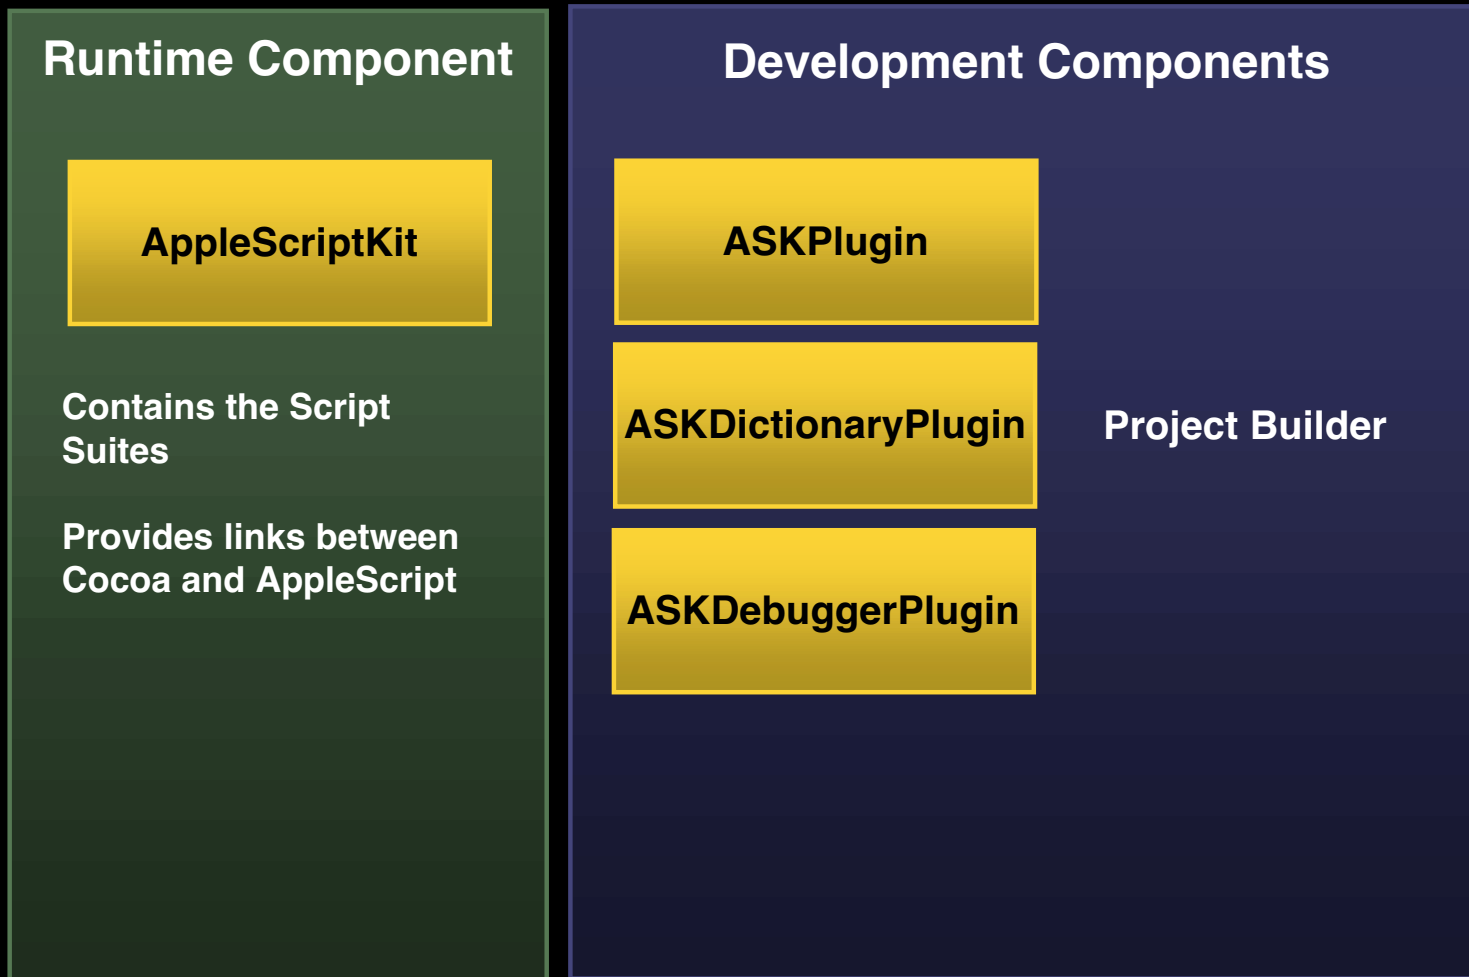 Runtime Component
AppleScriptKit
Contains the Script
Suites
Provides links between
Cocoa and AppleScript
Development Components
ASKPlugin
ASKDictionaryPlugin
Project Builder
ASKDebuggerPlugin